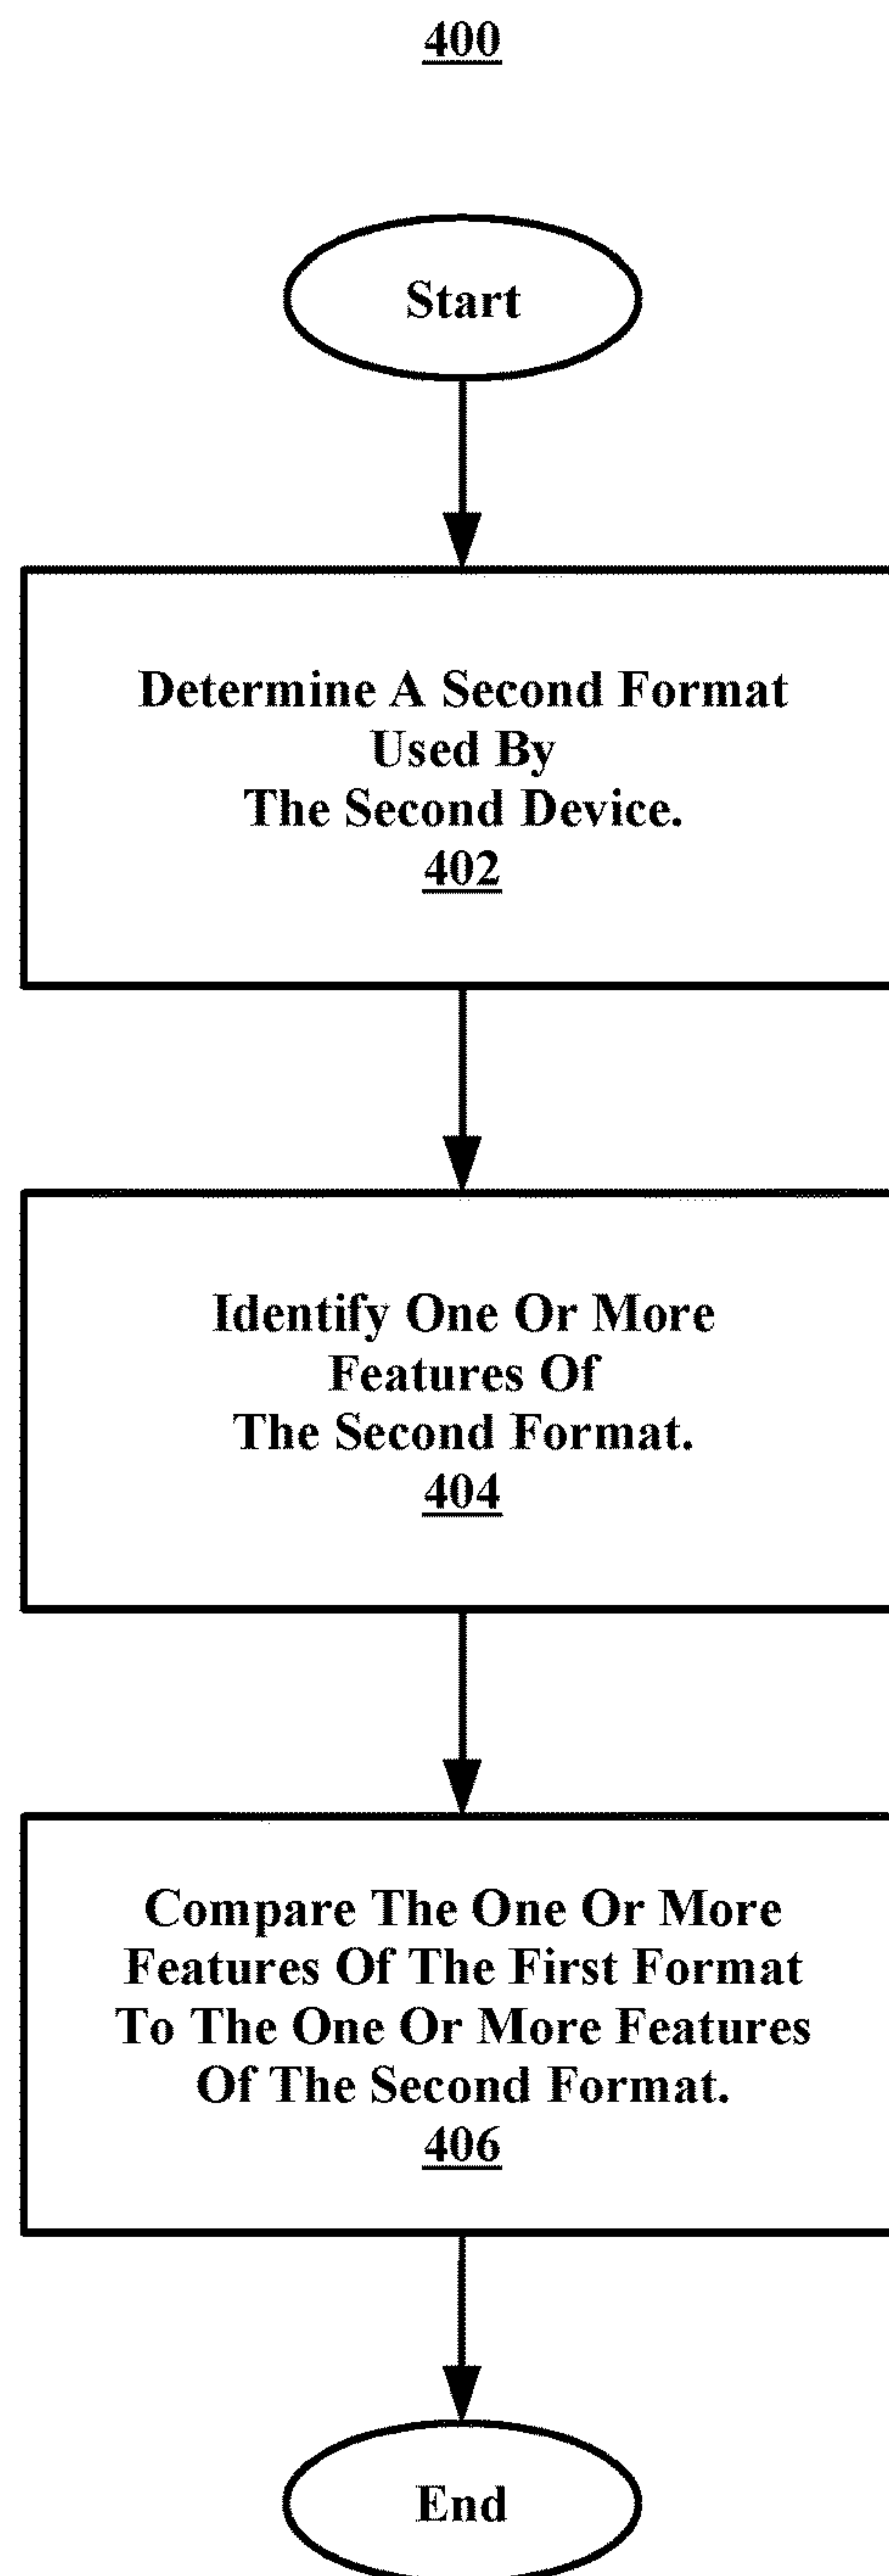 400
Start
Determine A Second Format
Used By
The Second Device.
402
Identify One Or More
Features Of
The Second Format.
404
Compare The One Or More
Features Of The First Format
To The One Or More Features
Of The Second Format.
406
End